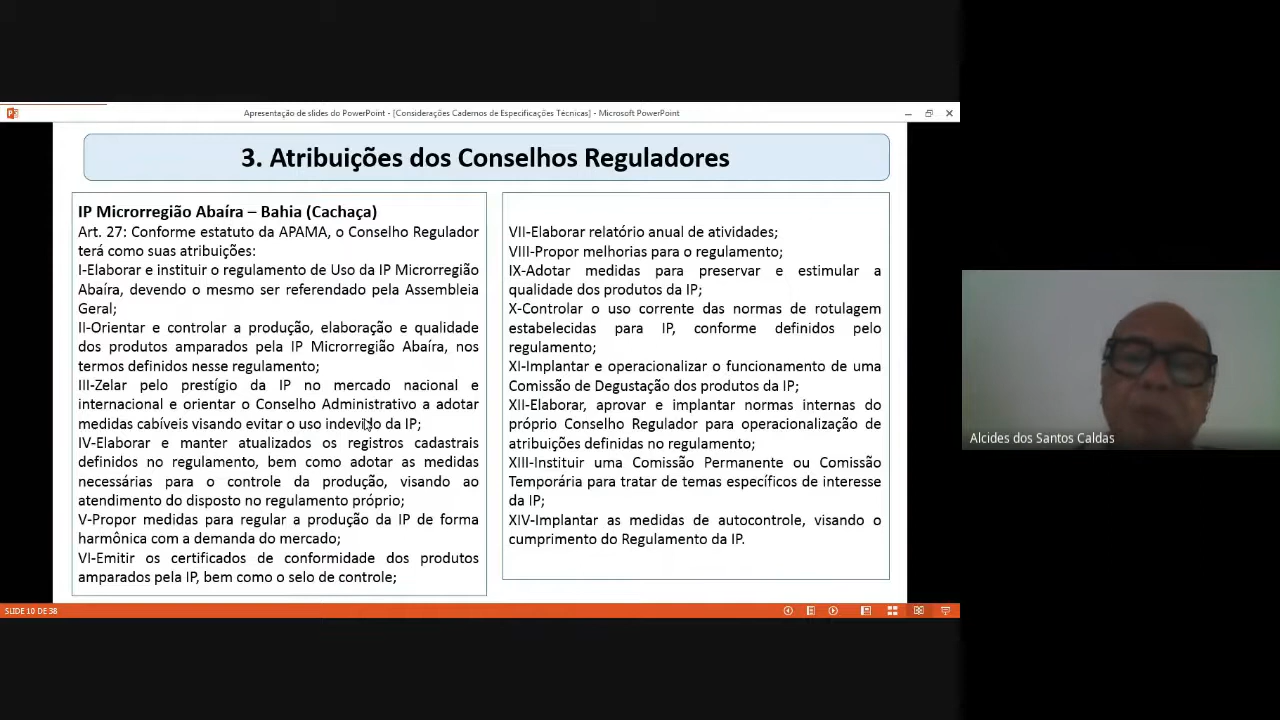 Apresentação de slides do PowerPoint - [Considerações Cadernos de Especificações Técnicas] - Microsoft PowerPoint
3. Atribuições dos Conselhos Reguladores
IP Microrregião Abaíra – Bahia (Cachaça)
Art. 27: Conforme estatuto da APAMA, o Conselho Regulador
terá como suas atribuições:
I-Elaborar e instituir o regulamento de Uso da IP Microrregião
Abaíra, devendo o mesmo ser referendado pela Assembleia
Geral;
II-Orientar e controlar a produção, elaboração e qualidade
dos produtos amparados pela IP Microrregião Abaíra, nos
termos definidos nesse regulamento;
III-Zelar pelo prestígio da IP no mercado nacional e
internacional e orientar o Conselho Administrativo a adotar
medidas cabíveis visando evitar o uso indevido da IP;
IV-Elaborar e manter atualizados os registros cadastrais
definidos no regulamento, bem como adotar as medidas
necessárias para o controle da produção, visando ao
atendimento do disposto no regulamento próprio;
V-Propor medidas para regular a produção da IP de forma
harmônica com a demanda do mercado;
VI-Emitir os certificados de conformidade dos produtos
amparados pela IP, bem como o selo de controle;
VII-Elaborar relatório anual de atividades;
VIII-Propor melhorias para o regulamento;
IX-Adotar medidas para preservar e estimular a
qualidade dos produtos da IP;
X-Controlar o uso corrente das normas de rotulagem
estabelecidas para IP, conforme definidos pelo
regulamento;
XI-Implantar e operacionalizar o funcionamento de uma
Comissão de Degustação dos produtos da IP;
XII-Elaborar, aprovar e implantar normas internas do
próprio Conselho Regulador para operacionalização de
atribuições definidas no regulamento;
XIII-Instituir uma Comissão Permanente ou Comissão
Temporária para tratar de temas específicos de interesse
da IP;
XIV-Implantar as medidas de autocontrole, visando o
cumprimento do Regulamento da IP.
SLIDE 10 DE 38
Alcides dos Santos Caldas